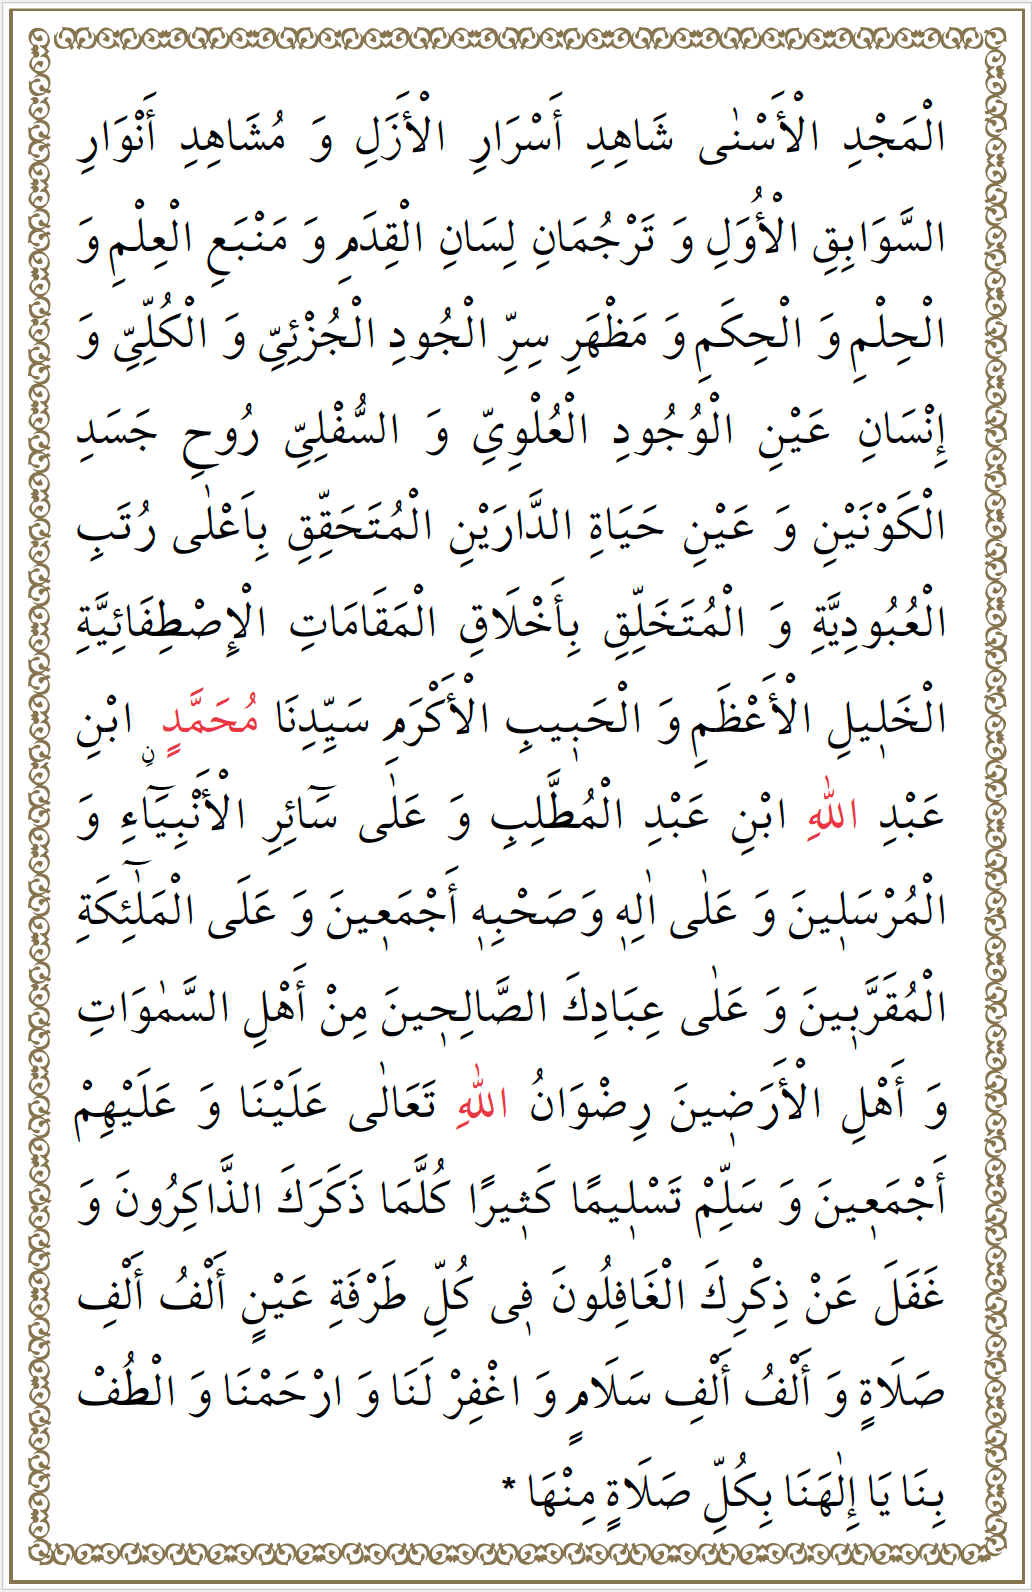 الْمَجْدِ الْأَسْنٰى شَاهِدِ أَسْرَارِ الْأَزَلِ وَ مُشَاهِدِ أَنْوَارِ
السَّوَابِقِ الْأُوَلِ وَ تَرْجُمَانِ لِسَانِ الْقِدَمِ وَ مَنْبَعِ الْعِلْمِ وَ
الْحِلْمِ وَ الْحِكَمِ وَ مَظْهَرِ سِرِّ الْجُودِ الْجُزْئِيِّ وَ الْكُلِّيِّ وَ
إِنْسَانِ عَيْنِ الْوُجُودِ الْعُلْوِيِّ وَ السُّفْلِيِّ رُوحِ جَسَدِ
الْكَوْنَيْنِ وَ عَيْنِ حَيَاةِ الدَّارَيْنِ الْمُتَحَقِّقِ بِاَعْلٰى رُتَبِ
الْعُبُودِيَّةِ وَ الْمُتَخَلِّقِ بِأَخْلَاقِ الْمَقَامَاتِ الْإِصْطِفَائِيَّةِ
الْخَلٖيلِ الْأَعْظَمِ وَ الْحَبٖيبِ الْأَكْرَمِ سَيِّدِنَا مُحَمَّدٍ ۨ ابْنِ
عَبْدِ اللّٰهِ ابْنِ عَبْدِ الْمُطَّلِبِ وَ عَلٰى سَٓائِرِ الْأَنْبِيَٓاءِ وَ
الْمُرْسَلٖينَ وَ عَلٰى اٰلِهٖ وَصَحْبِهٖ أَجْمَعٖينَ وَ عَلَى الْمَلٰٓئِكَةِ
الْمُقَرَّبٖينَ وَ عَلٰى عِبَادِكَ الصَّالِحٖينَ مِنْ أَهْلِ السَّمٰوَاتِ
وَ أَهْلِ الْأَرَضٖينَ رِضْوَانُ اللّٰهِ تَعَالٰى عَلَيْنَا وَ عَلَيْهِمْ
أَجْمَعٖينَ وَ سَلِّمْ تَسْلٖيمًا كَثٖيرًا كُلَّمَا ذَكَرَكَ الذَّاكِرُونَ وَ
غَفَلَ عَنْ ذِكْرِكَ الْغَافِلُونَ فٖى كُلِّ طَرْفَةِ عَيْنٍ أَلْفُ أَلْفِ
صَلَاةٍ وَ أَلْفُ أَلْفِ سَلَامٍ وَ اغْفِرْ لَنَا وَ ارْحَمْنَا وَ الْطُفْ
بِنَا يَا إِلٰهَنَا بِكُلِّ صَلَاةٍ مِنْهَا *